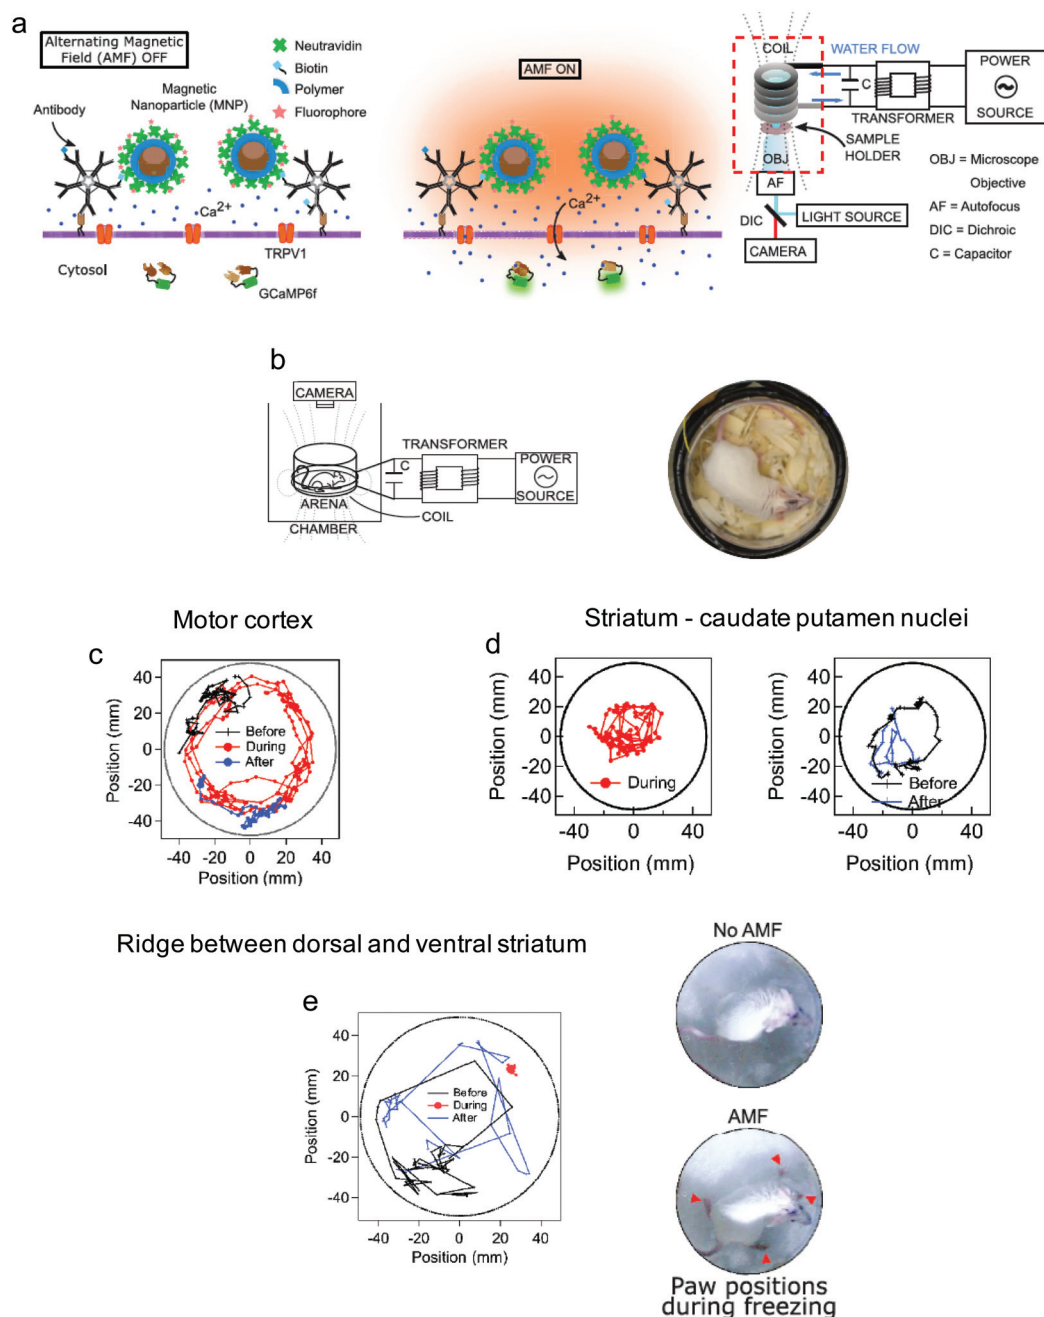 a
Alternating Magnetic
Field (AMF) OFF
Neutravidin
Biotin
Polymer
Fluorophore
Magnetic
Nanoparticle (MNP)
Antibody
Ca2+
TRPV1
Cytosol
GCaMP6f
AMF ON
Ca2+
COIL
WATER FLOW
C
TRANSFORMER
POWER
SOURCE
SAMPLE
HOLDER
OBJ
AF
DIC
LIGHT SOURCE
CAMERA
OBJ = Microscope
Objective
AF = Autofocus
DIC = Dichroic
C = Capacitor
b
CAMERA
TRANSFORMER
C
POWER
SOURCE
ARENA
COIL
CHAMBER
Motor cortex
c
Position (mm)
40
20
0
-20
-40
Before
During
After
-40 -20 0 20 40
Position (mm)
Striatum - caudate putamen nuclei
d
Position (mm)
40
20
0
-20
-40
During
-40 0 40
Position (mm)
Position (mm)
40
20
0
-20
-40
Before
After
-40 0 40
Position (mm)
Ridge between dorsal and ventral striatum
e
Position (mm)
40
20
0
-20
-40
Before
During
After
-40 -20 0 20 40
Position (mm)
No AMF
AMF
Paw positions
during freezing